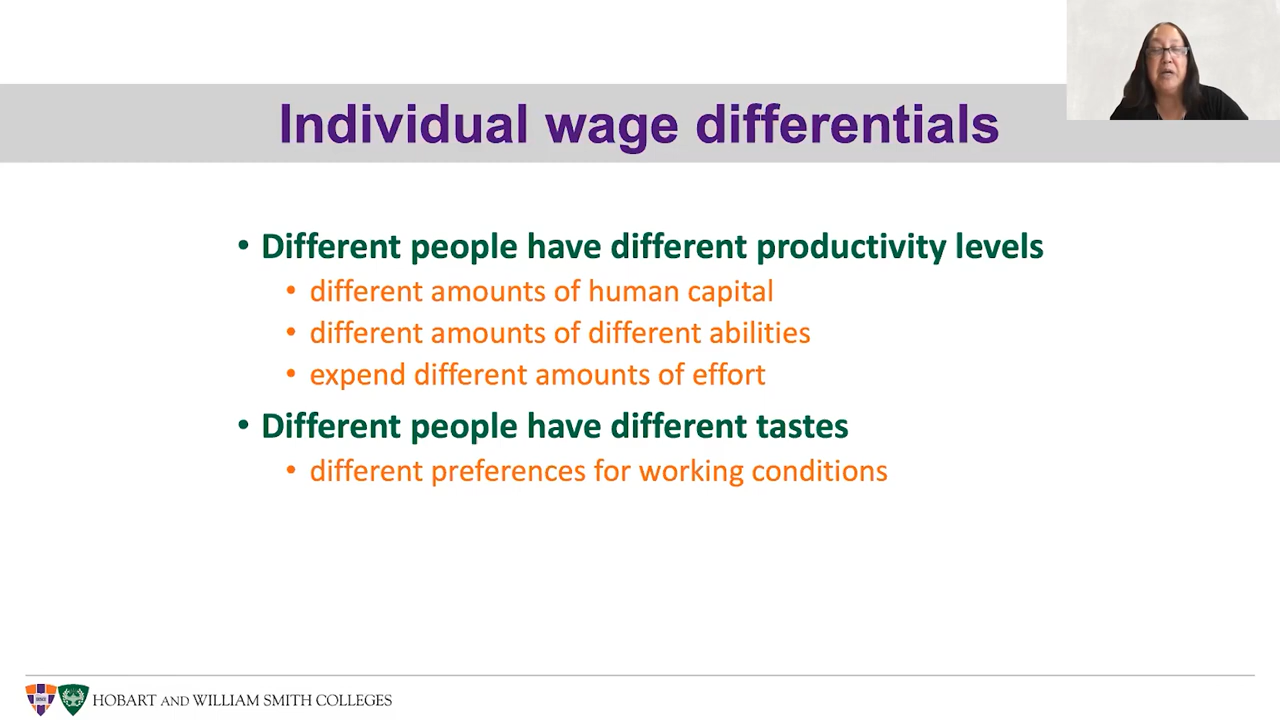 Individual wage differentials
• Different people have different productivity levels
• different amounts of human capital
• different amounts of different abilities
• expend different amounts of effort
• Different people have different tastes
• different preferences for working conditions
HOBART AND WILLIAM SMITH COLLEGES